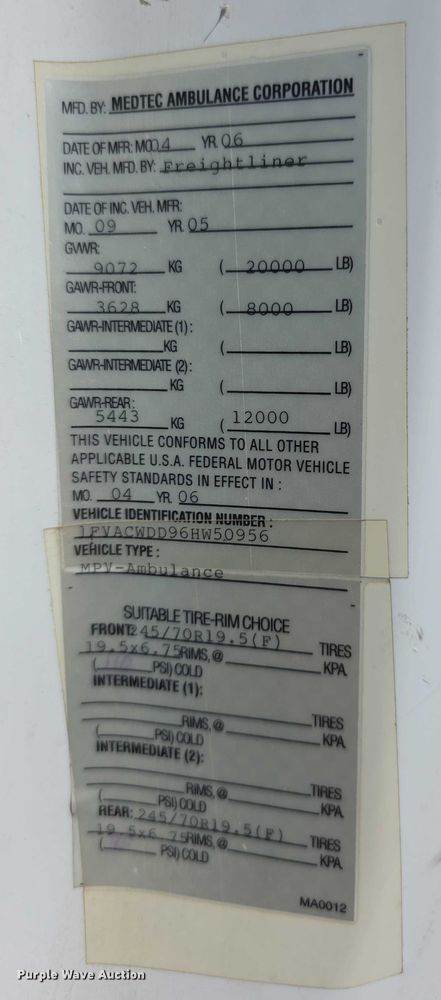 MFD. BY: MEDTEC AMBULANCE CORPORATION
DATE OF MFR: MO. 04 YR. 06
INC. VEH. MFD. BY: Freightliner
DATE OF INC. VEH. MFR:
MO. 09 YR. 05
GVWR:
9072 KG ( 20000 LB)
GAWR-FRONT:
3628 KG ( 8000 LB)
GAWR-INTERMEDIATE (1):
KG ( LB)
GAWR-INTERMEDIATE (2):
KG ( LB)
GAWR-REAR:
5443 KG ( 12000 LB)
THIS VEHICLE CONFORMS TO ALL OTHER
APPLICABLE U.S.A. FEDERAL MOTOR VEHICLE
SAFETY STANDARDS IN EFFECT IN :
MO. 04 YR. 06
VEHICLE IDENTIFICATION NUMBER :
1FVACWDD96HW50956
VEHICLE TYPE :
MPV-Ambulance
SUITABLE TIRE-RIM CHOICE
FRONT: 245/70R19.5(F) TIRES
19.5x6.75 RIMS, @ KPA
( PSI) COLD
INTERMEDIATE (1):
TIRES
RIMS, @ KPA
( PSI) COLD
INTERMEDIATE (2):
TIRES
RIMS, @ KPA
( PSI) COLD
REAR: 245/70R19.5(F) TIRES
19.5x6.75 RIMS, @ KPA
( PSI) COLD
MA0012
Purple Wave Auction